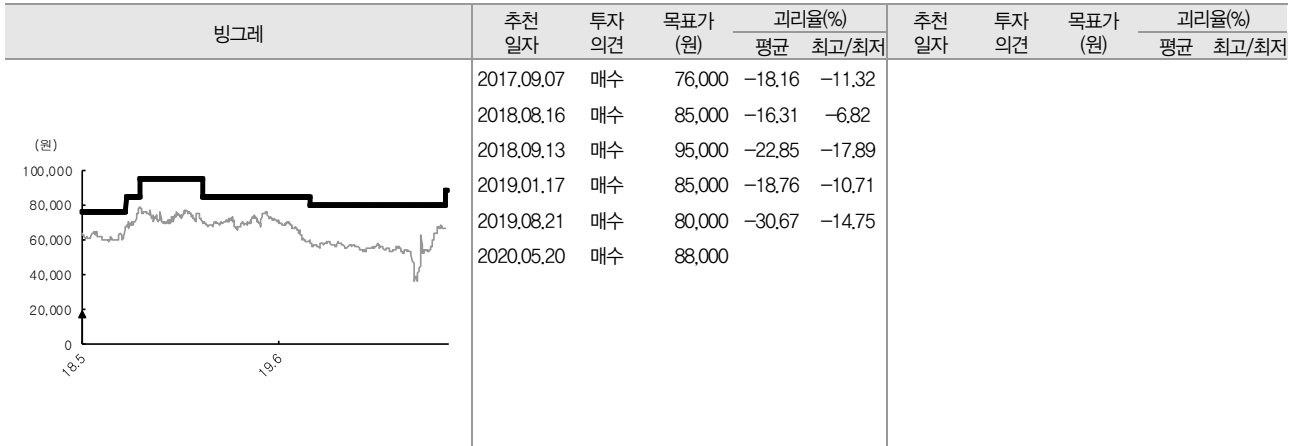 빙그레
추천 일자 투자 의견 목표가 (원) 괴리율(%) 평균 최고/최저 추천 일자 투자 의견 목표가 (원) 괴리율(%) 평균 최고/최저
2017.09.07 매수 76,000 -18.16 -11.32
2018.08.16 매수 85,000 -16.31 -6.82
2018.09.13 매수 95,000 -22.85 -17.89
2019.01.17 매수 85,000 -18.76 -10.71
2019.08.21 매수 80,000 -30.67 -14.75
2020.05.20 매수 88,000
(원)
100,000
80,000
60,000
40,000
20,000
0
18.5 19.6